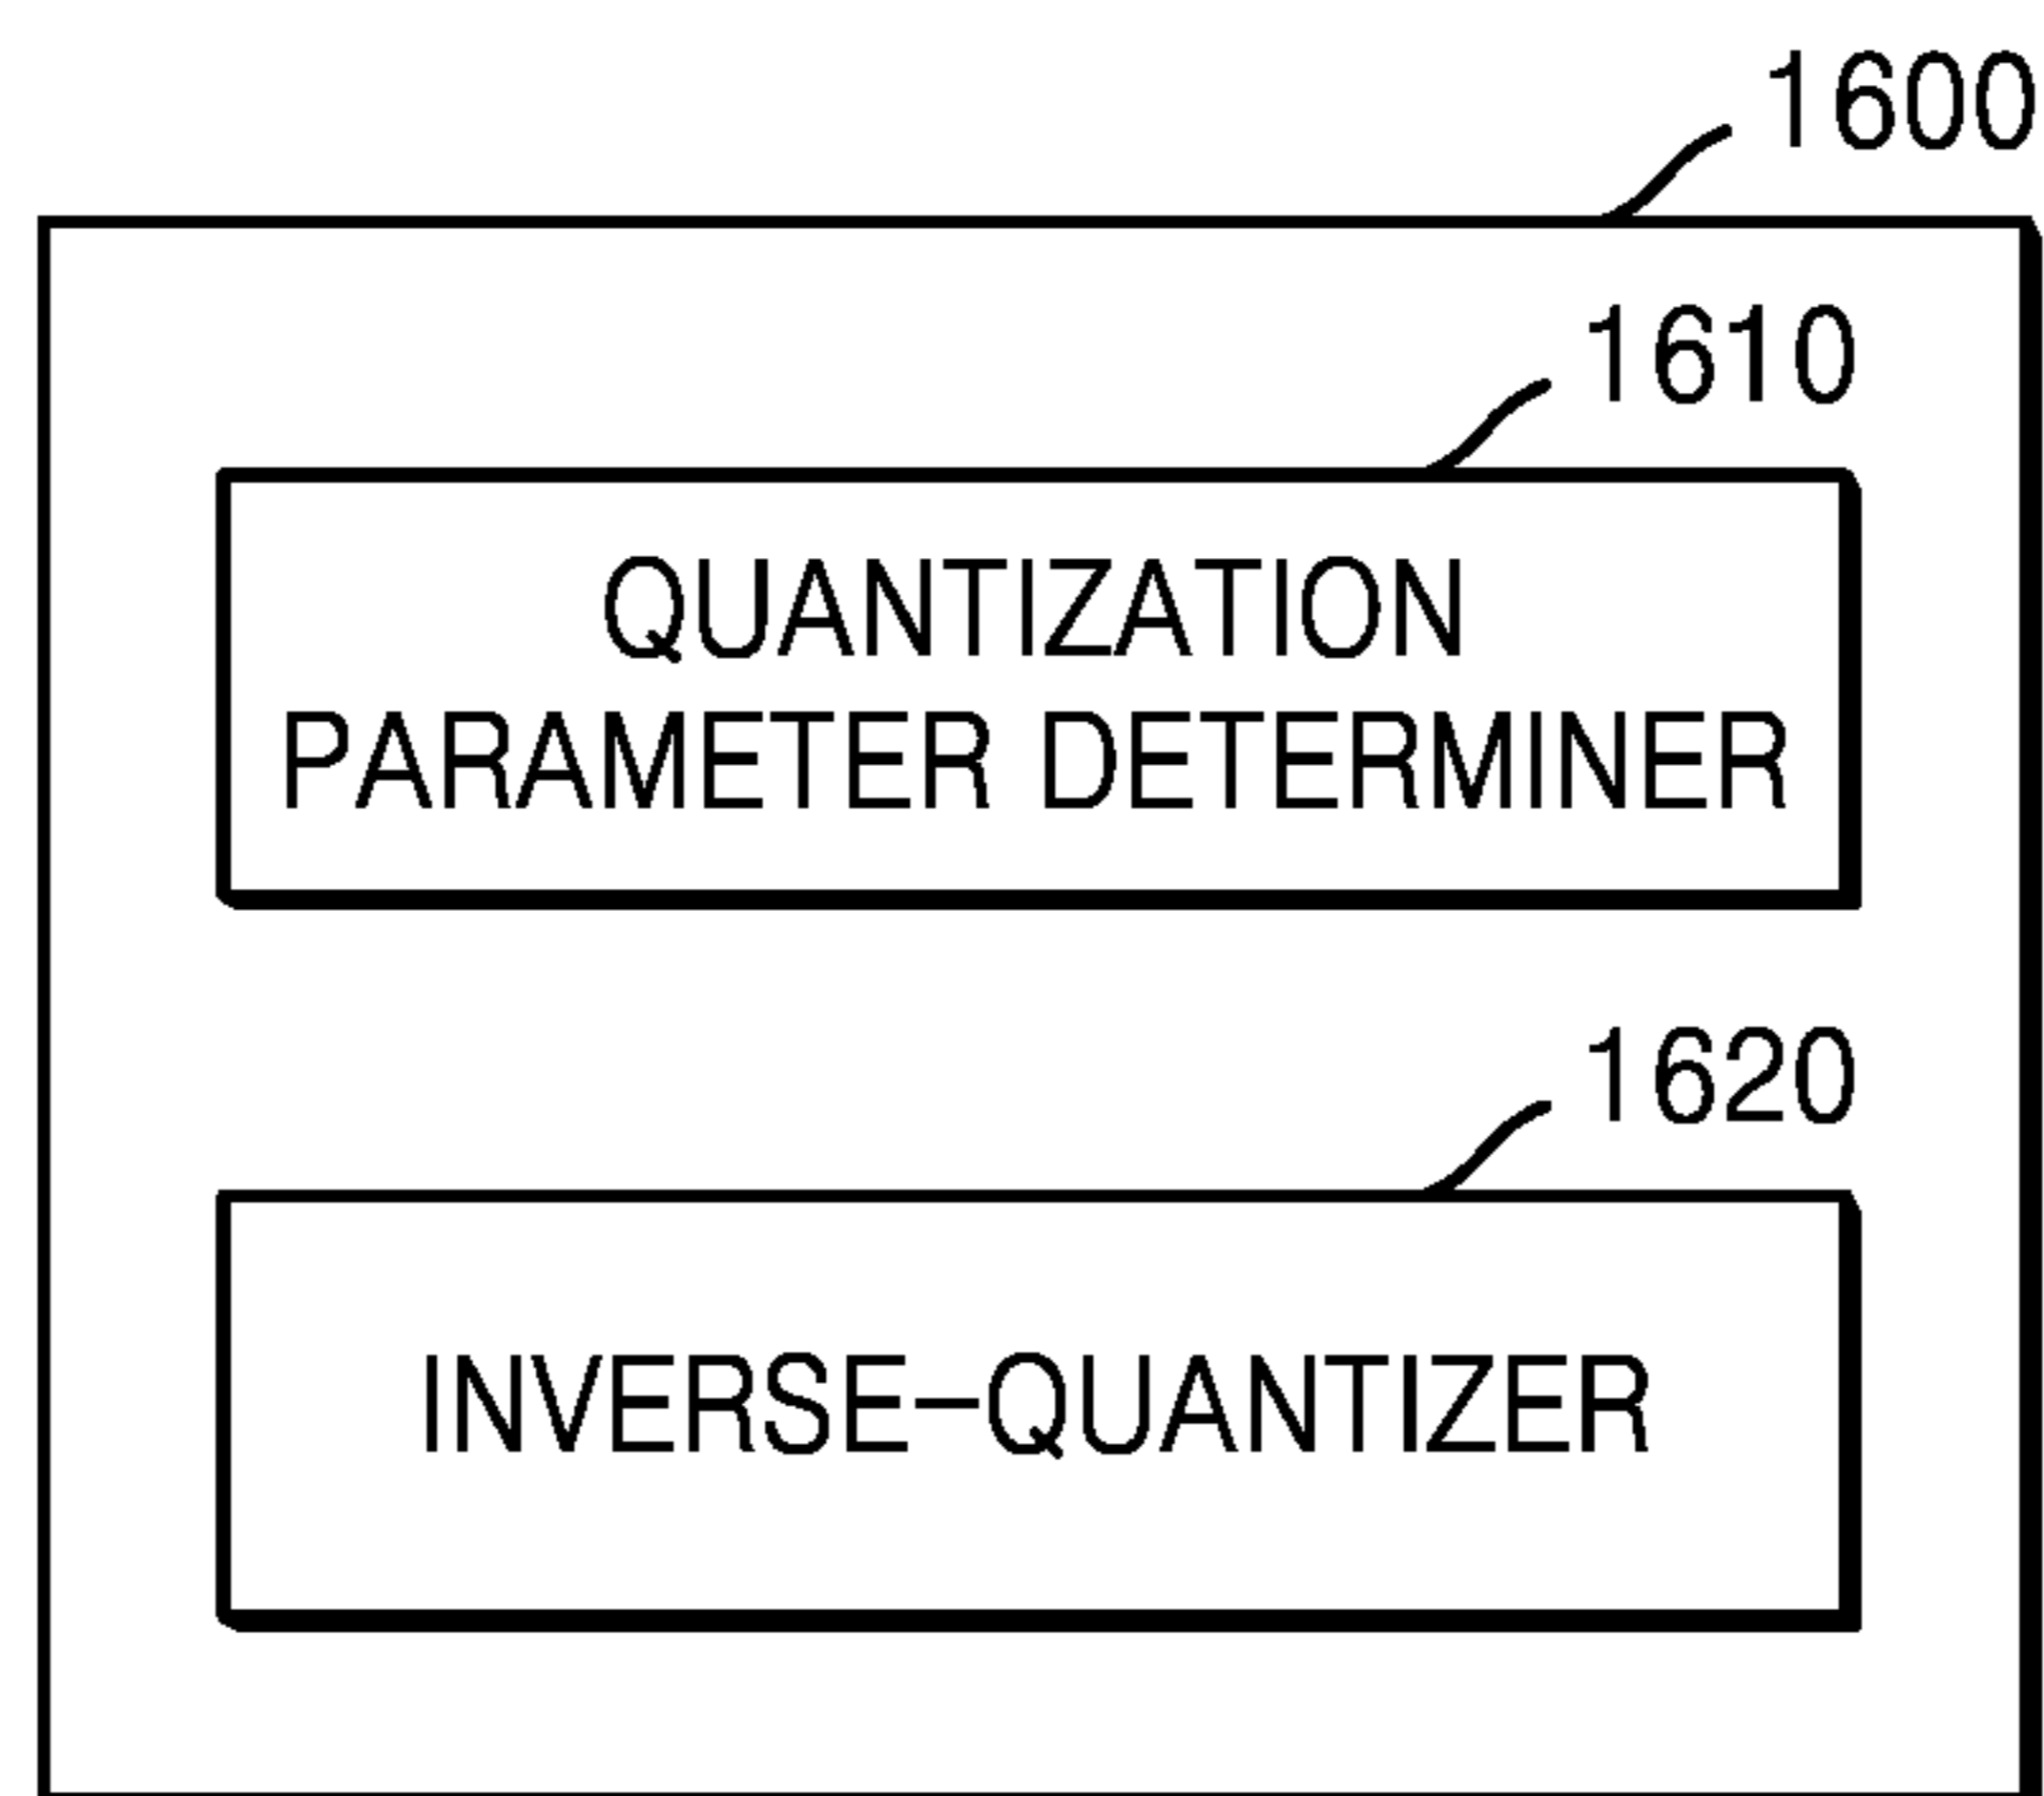 1600
1610
QUANTIZATION
PARAMETER DETERMINER
1620
INVERSE-QUANTIZER